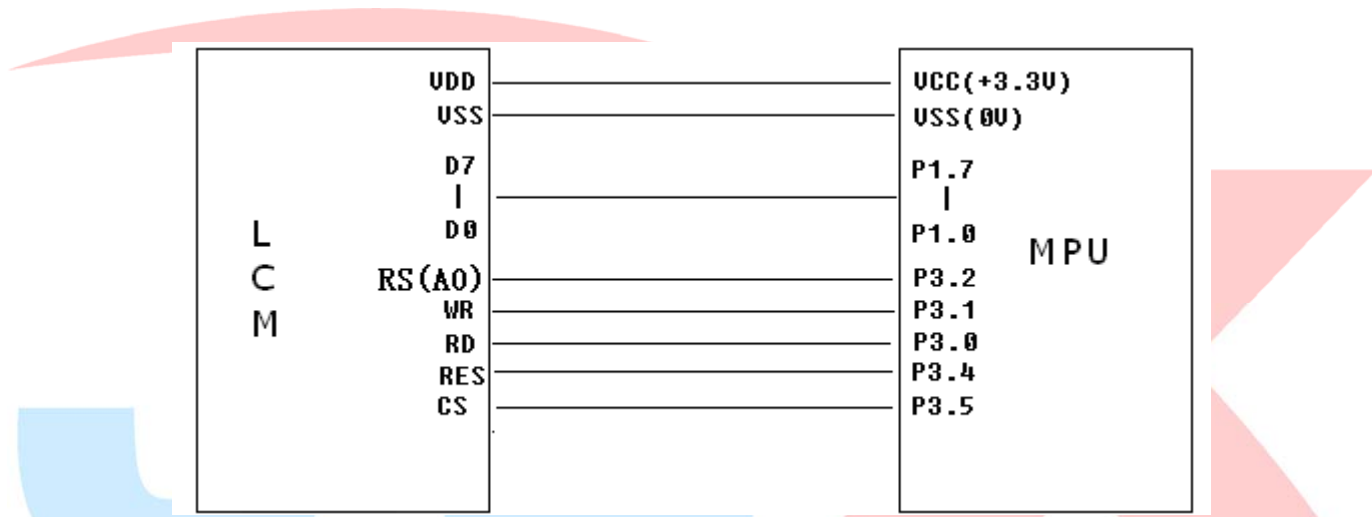 VDD VCC(+3.3V)
VSS VSS(0V)
D7 P1.7
| |
D0 P1.0
L
C
M
MPU
RS(A0) P3.2
WR P3.1
RD P3.0
RES P3.4
CS P3.5